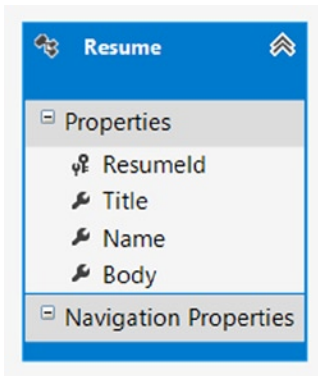 Resume
Properties
ResumeId
Title
Name
Body
Navigation Properties